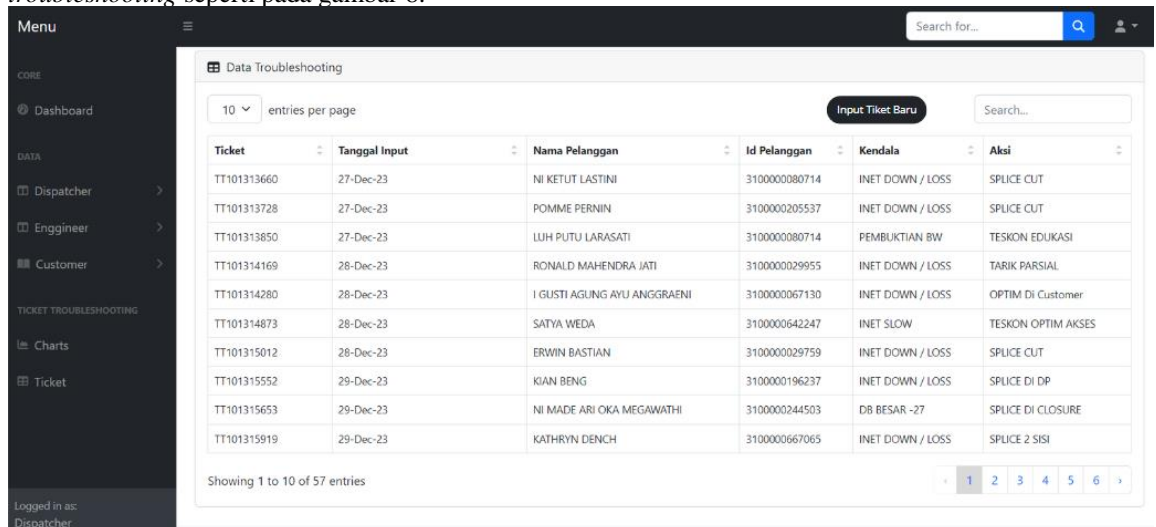 troubleshooting seperti pada gambar 6.
Menu
Search for...
CORE
Dashboard
DATA
Dispatcher
Enggineer
Customer
TICKET TROUBLESHOOTING
Charts
Ticket
Logged in as:
Dispatcher
Data Troubleshooting
10 entries per page
Input Tiket Baru
Search...
Ticket Tanggal Input Nama Pelanggan Id Pelanggan Kendala Aksi
TT101313660 27-Dec-23 NI KETUT LASTINI 3100000080714 INET DOWN / LOSS SPLICE CUT
TT101313728 27-Dec-23 POMME PERNIN 3100000205537 INET DOWN / LOSS SPLICE CUT
TT101313850 27-Dec-23 LUH PUTU LARASATI 3100000080714 PEMBUKTIAN BW TESKON EDUKASI
TT101314169 28-Dec-23 RONALD MAHENDRA JATI 3100000029955 INET DOWN / LOSS TARIK PARSIAL
TT101314280 28-Dec-23 I GUSTI AGUNG AYU ANGGRAENI 3100000067130 INET DOWN / LOSS OPTIM Di Customer
TT101314873 28-Dec-23 SATYA WEDA 3100000642247 INET SLOW TESKON OPTIM AKSES
TT101315012 28-Dec-23 ERWIN BASTIAN 3100000029759 INET DOWN / LOSS SPLICE CUT
TT101315552 29-Dec-23 KIAN BENG 3100000196237 INET DOWN / LOSS SPLICE DI DP
TT101315653 29-Dec-23 NI MADE ARI OKA MEGAWATHI 3100000244503 DB BESAR -27 SPLICE DI CLOSURE
TT101315919 29-Dec-23 KATHRYN DENCH 3100000667065 INET DOWN / LOSS SPLICE 2 SISI
Showing 1 to 10 of 57 entries
‹ 1 2 3 4 5 6 ›